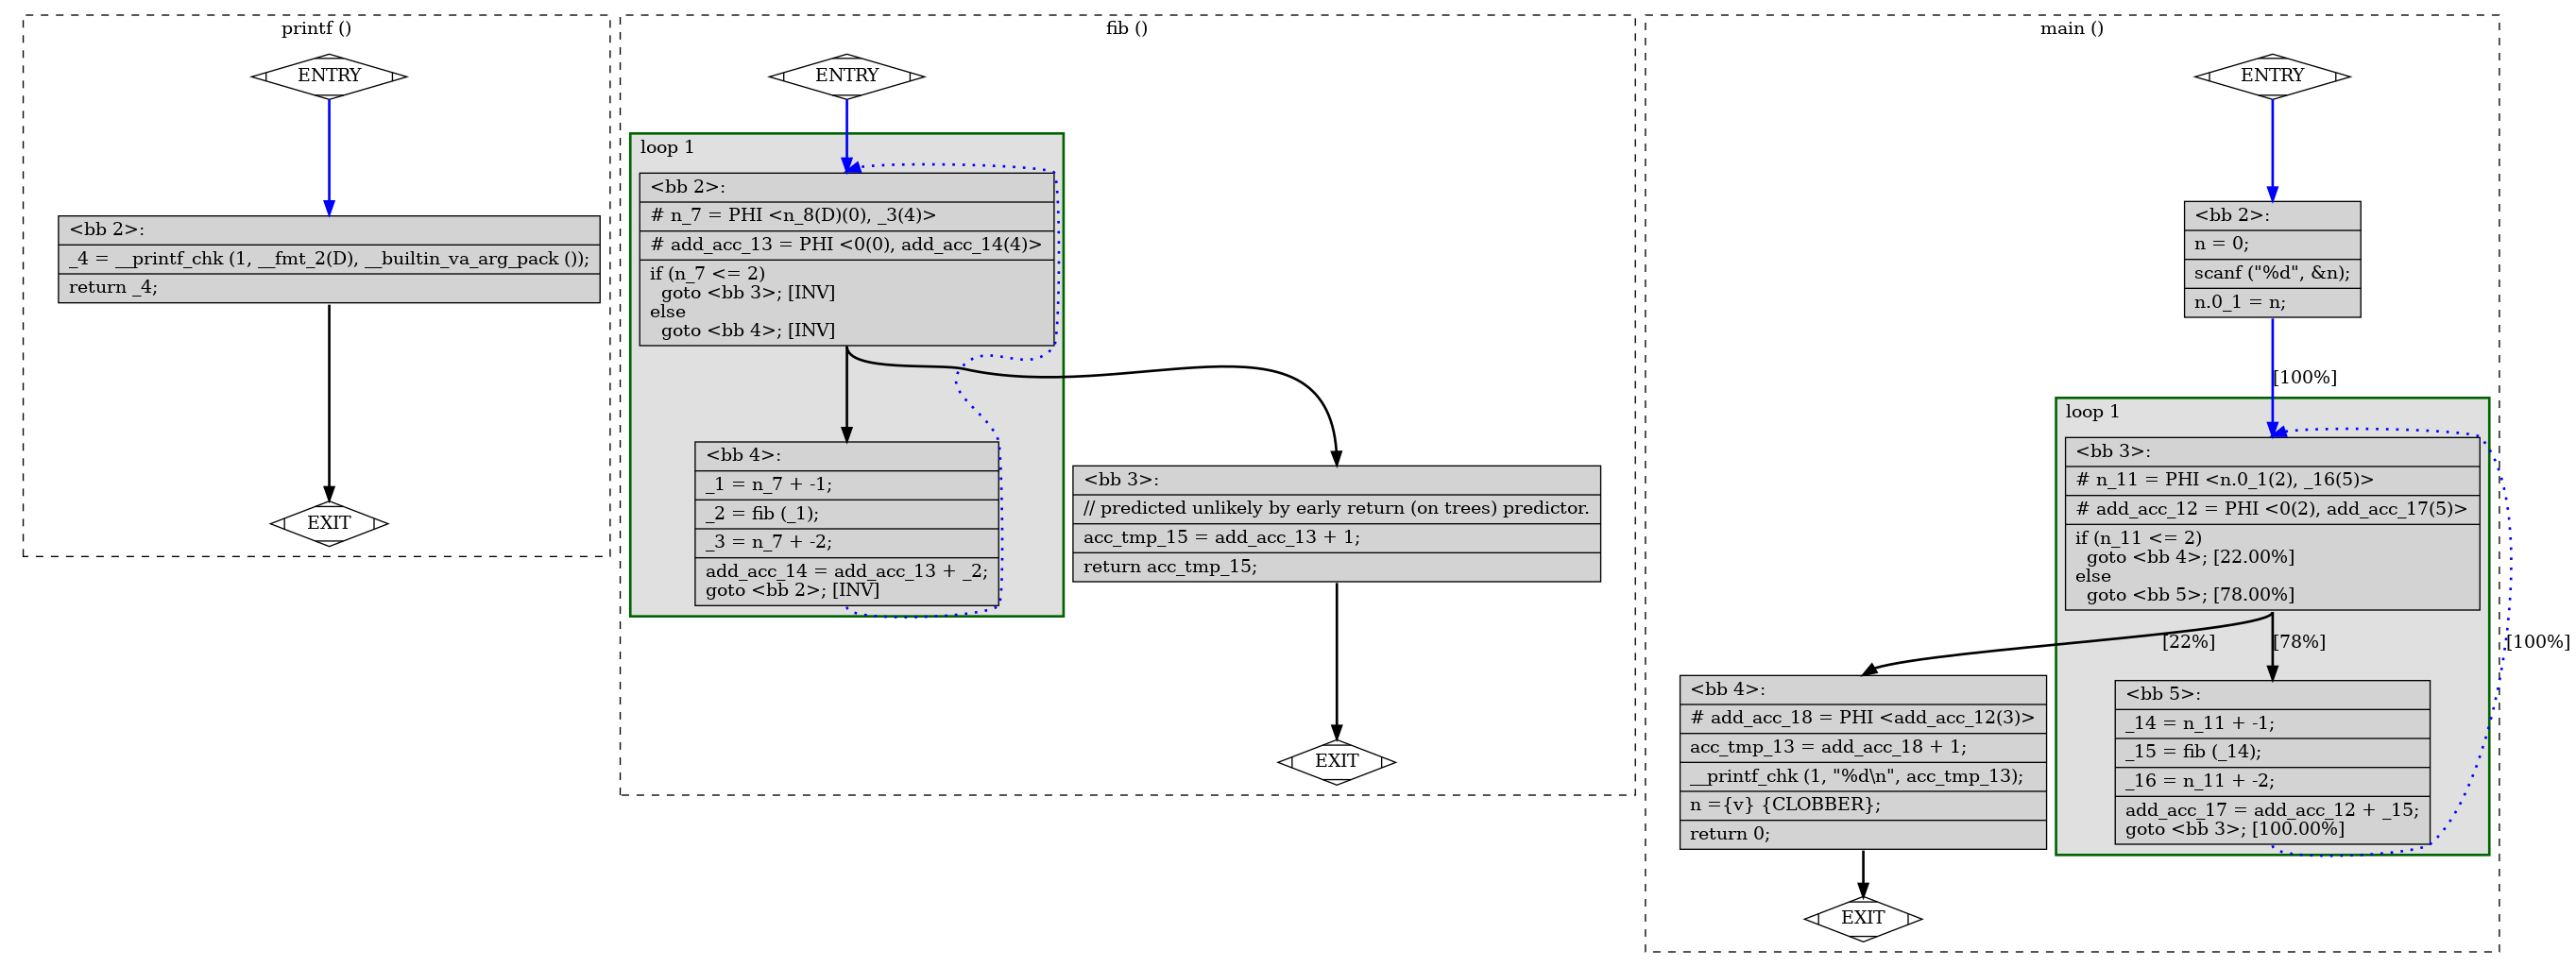 printf ()
ENTRY
<bb 2>:
_4 = __printf_chk (1, __fmt_2(D), __builtin_va_arg_pack ());
return _4;
EXIT
fib ()
ENTRY
loop 1
<bb 2>:
# n_7 = PHI <n_8(D)(0), _3(4)>
# add_acc_13 = PHI <0(0), add_acc_14(4)>
if (n_7 <= 2)
goto <bb 3>; [INV]
else
goto <bb 4>; [INV]
<bb 4>:
_1 = n_7 + -1;
_2 = fib (_1);
_3 = n_7 + -2;
add_acc_14 = add_acc_13 + _2;
goto <bb 2>; [INV]
<bb 3>:
// predicted unlikely by early return (on trees) predictor.
acc_tmp_15 = add_acc_13 + 1;
return acc_tmp_15;
EXIT
main ()
ENTRY
<bb 2>:
n = 0;
scanf ("%d", &n);
n.0_1 = n;
[100%]
loop 1
<bb 3>:
# n_11 = PHI <n.0_1(2), _16(5)>
# add_acc_12 = PHI <0(2), add_acc_17(5)>
if (n_11 <= 2)
goto <bb 4>; [22.00%]
else
goto <bb 5>; [78.00%]
[22%]
[78%]
[100%]
<bb 4>:
# add_acc_18 = PHI <add_acc_12(3)>
acc_tmp_13 = add_acc_18 + 1;
__printf_chk (1, "%d\n", acc_tmp_13);
n ={v} {CLOBBER};
return 0;
<bb 5>:
_14 = n_11 + -1;
_15 = fib (_14);
_16 = n_11 + -2;
add_acc_17 = add_acc_12 + _15;
goto <bb 3>; [100.00%]
EXIT